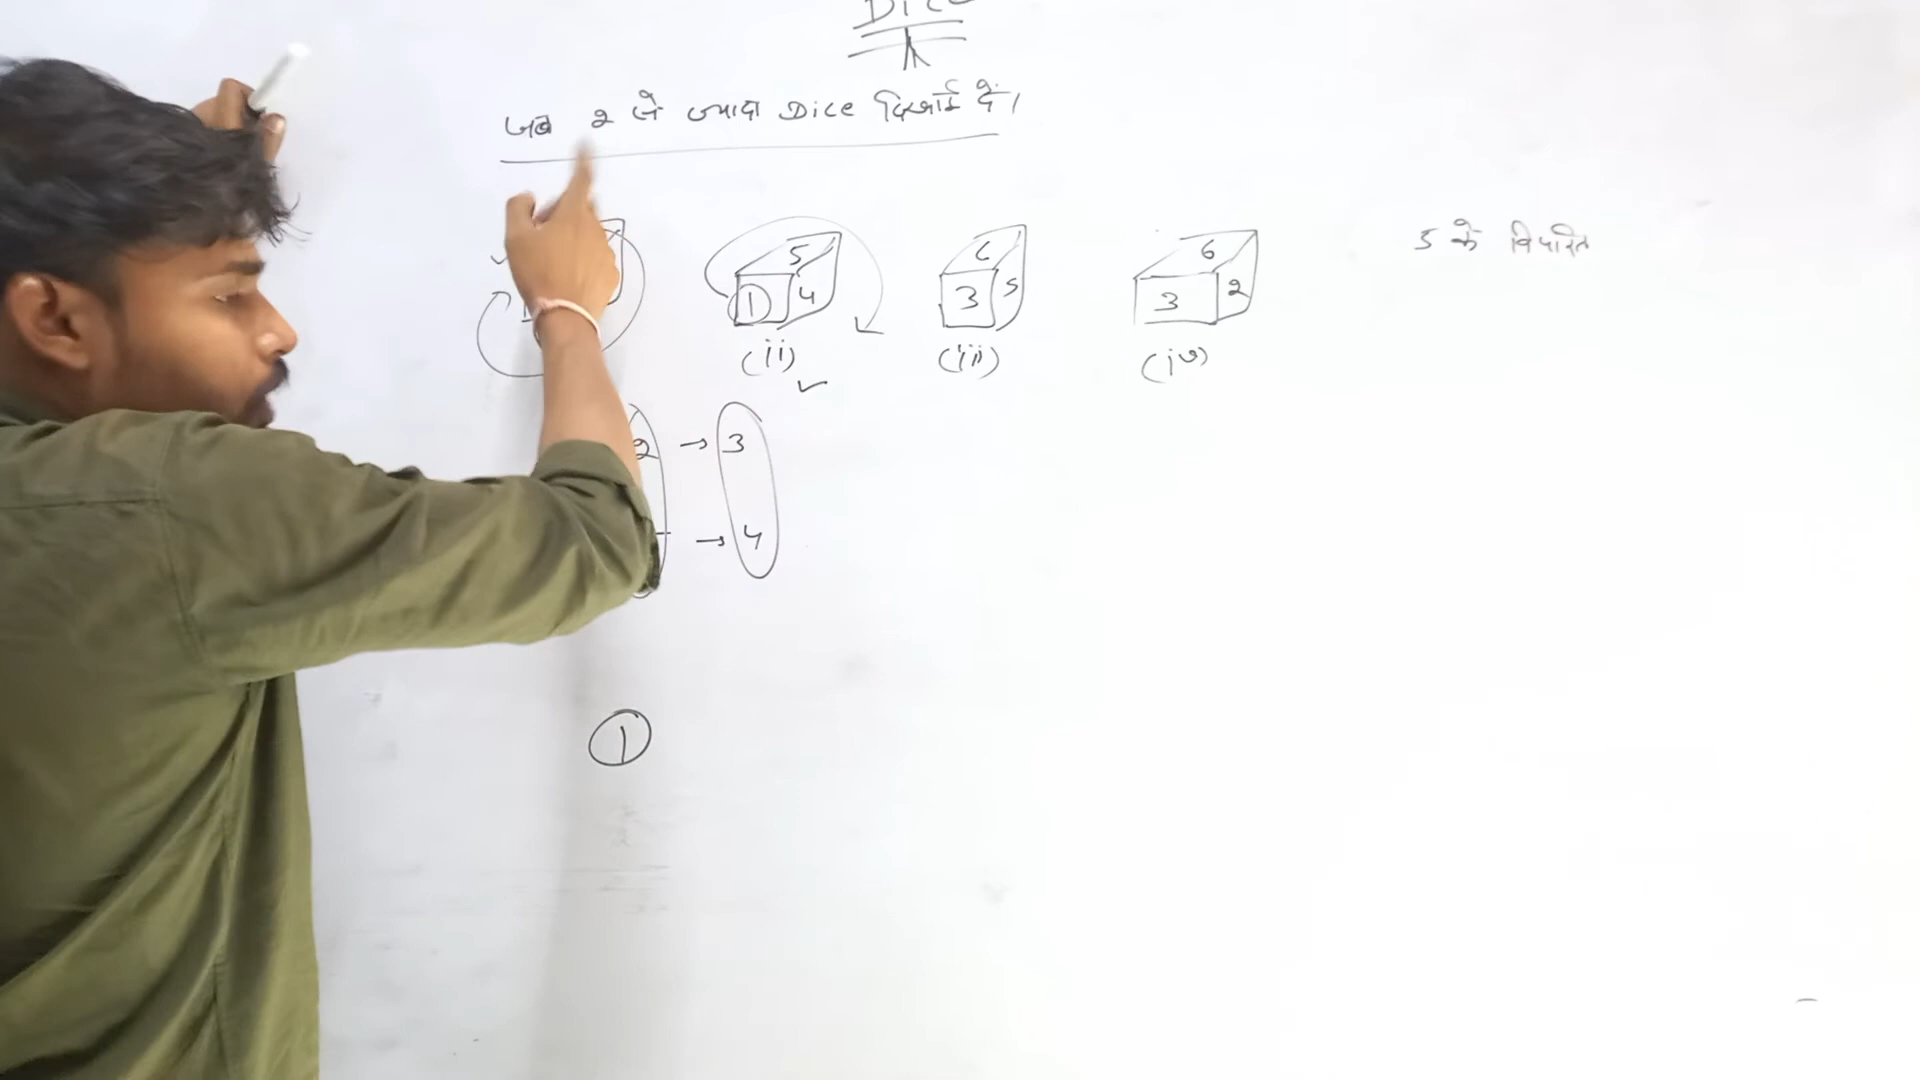 Dice
जब 2 से ज्यादा Dice दिखाई दे।
5 के विपरित
5
1 4
(ii)
6
3 5
(iii)
6
3 2
(iv)
2 → 3
→ 4
1